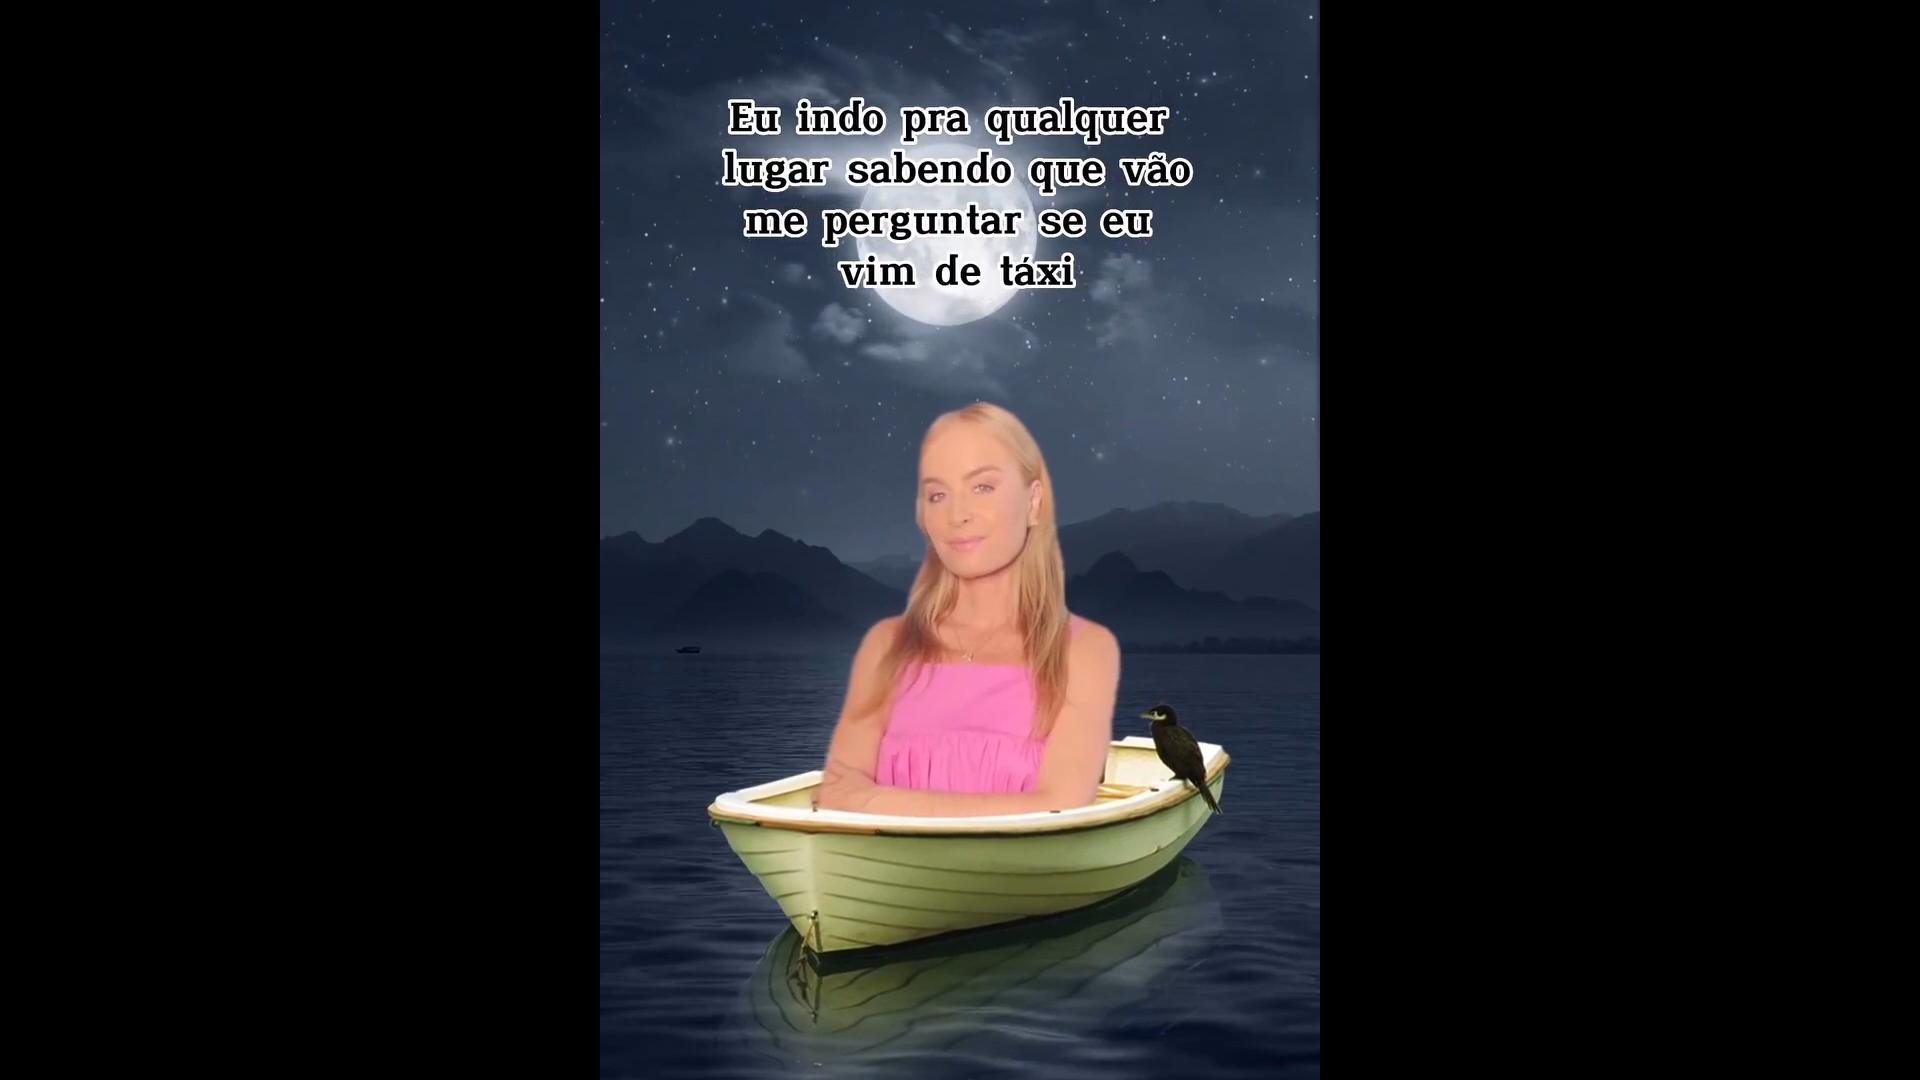 Eu indo pra qualquer
lugar sabendo que vão
me perguntar se eu
vim de táxi